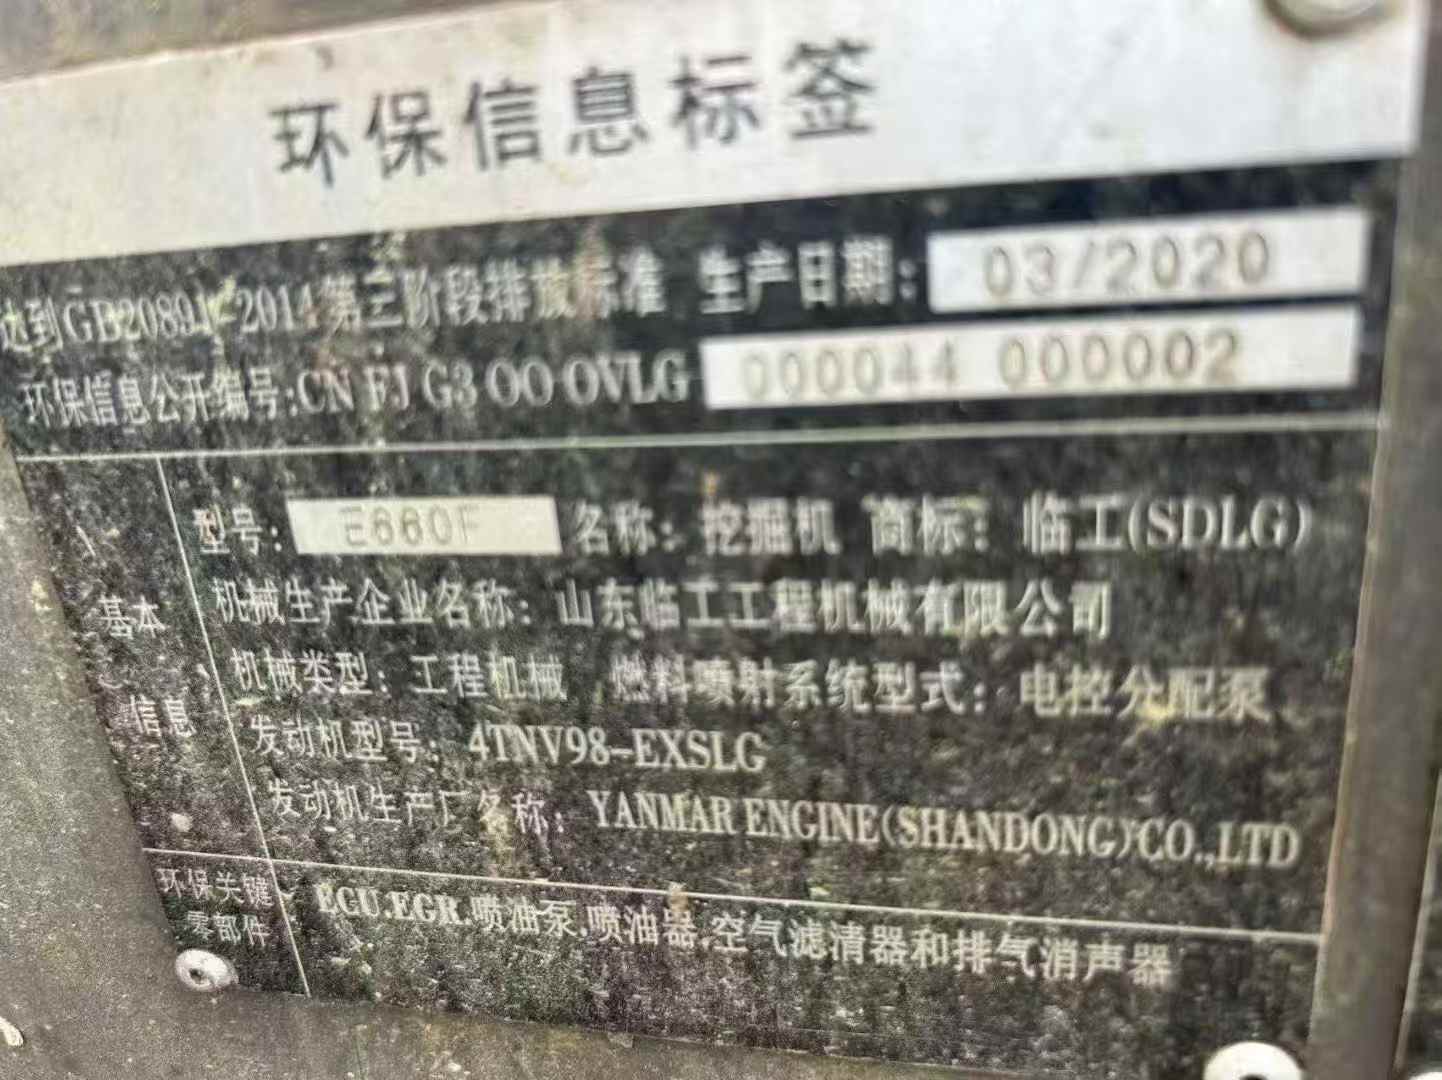 环保信息标签
达到GB20891-2014第三阶段排放标准 生产日期: 03/2020
环保信息公开编号:CN FJ G3 00 0VLG 000044 000002
型号: E660F 名称: 挖掘机 商标: 临工(SDLG)
机械生产企业名称: 山东临工工程机械有限公司
机械类型: 工程机械 燃料喷射系统型式: 电控分配泵
发动机型号: 4TNV98-EXSLG
发动机生产厂名称: YANMAR ENGINE(SHANDONG)CO.,LTD
基本
信息
环保关键
零部件
ECU.EGR.喷油泵.喷油器.空气滤清器和排气消声器